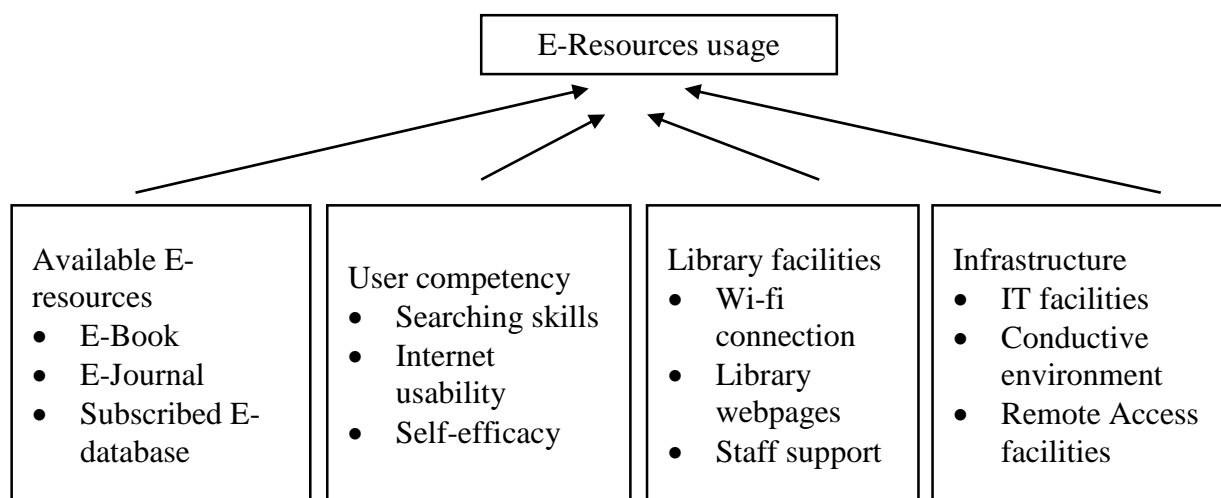 E-Resources usage
Available E-
resources
• E-Book
• E-Journal
• Subscribed E-
database
User competency
• Searching skills
• Internet
usability
• Self-efficacy
Library facilities
• Wi-fi
connection
• Library
webpages
• Staff support
Infrastructure
• IT facilities
• Conductive
environment
• Remote Access
facilities